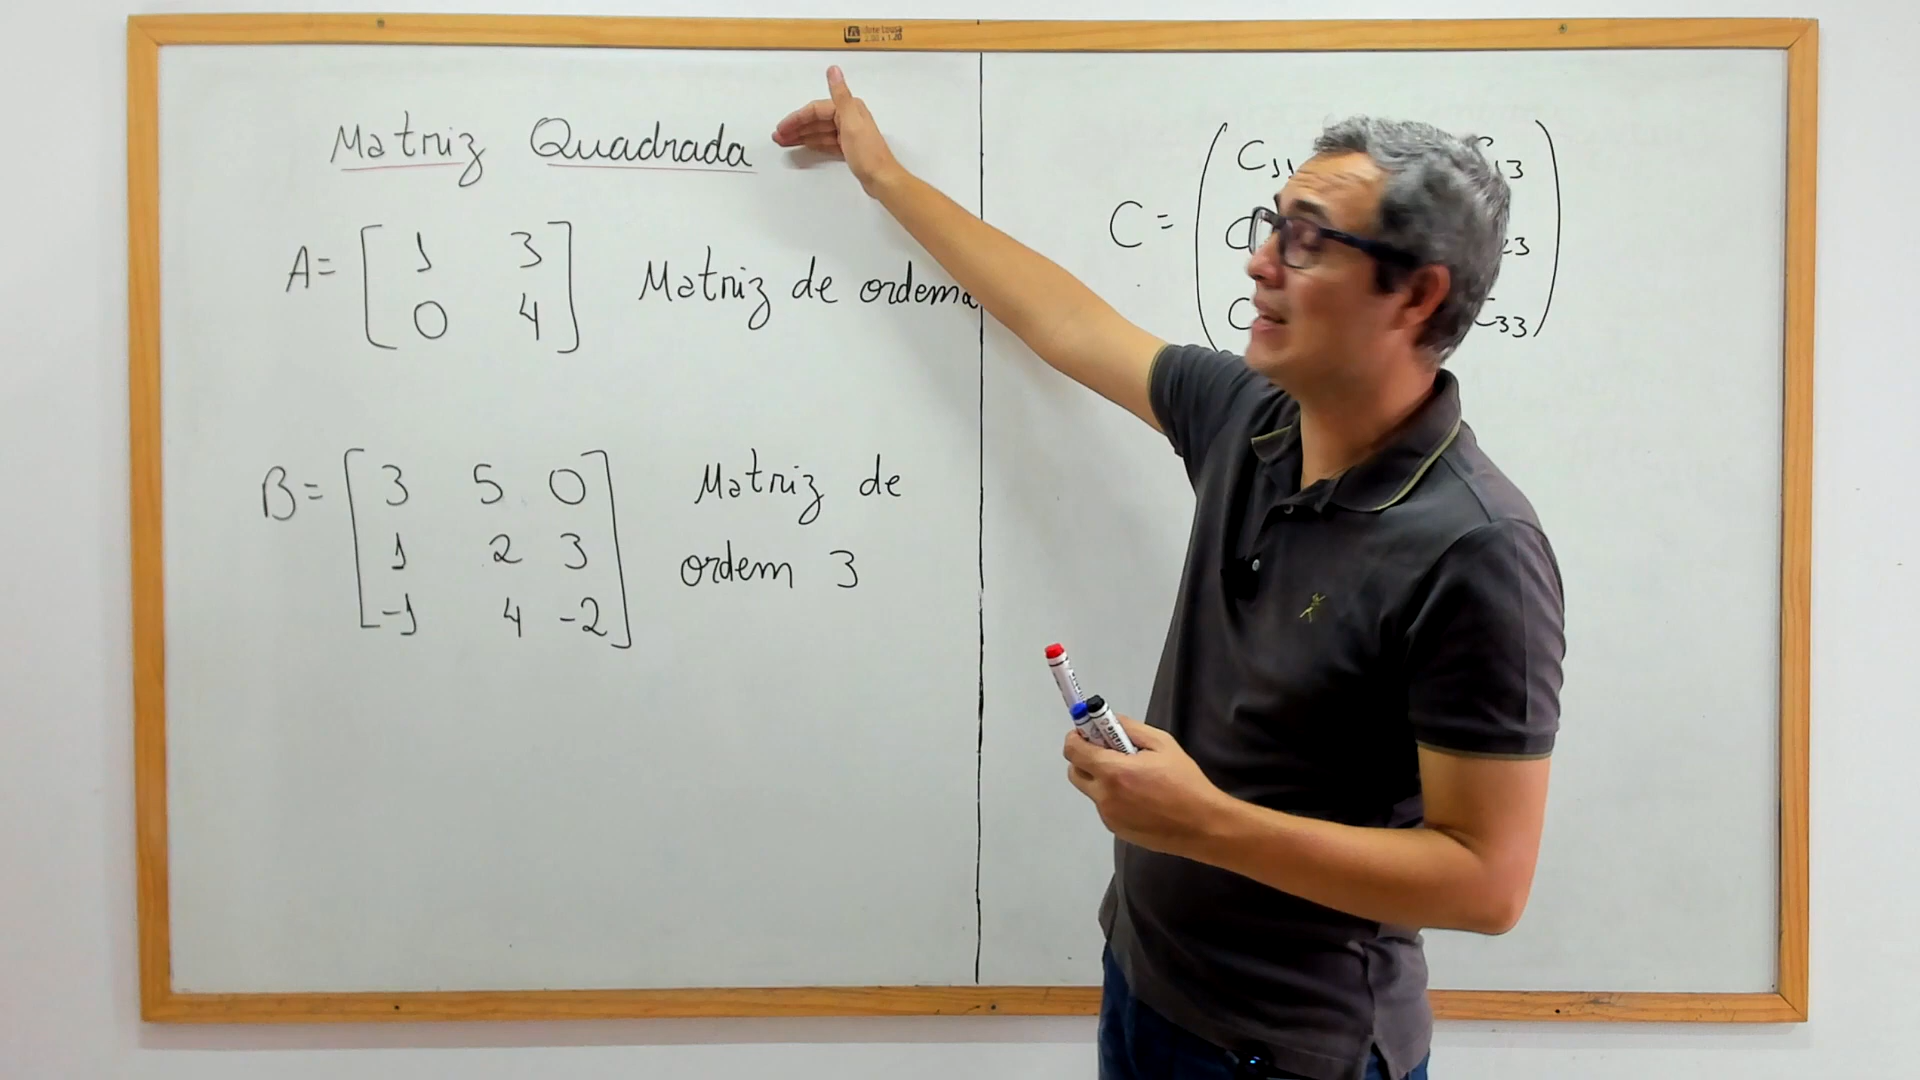 Matriz Quadrada
A = [ 1 3
0 4 ]
Matriz de ordem 2
B = [ 3 5 0
1 2 3
-1 4 -2 ]
Matriz de
ordem 3
C = ( C11 13
23
C33 )